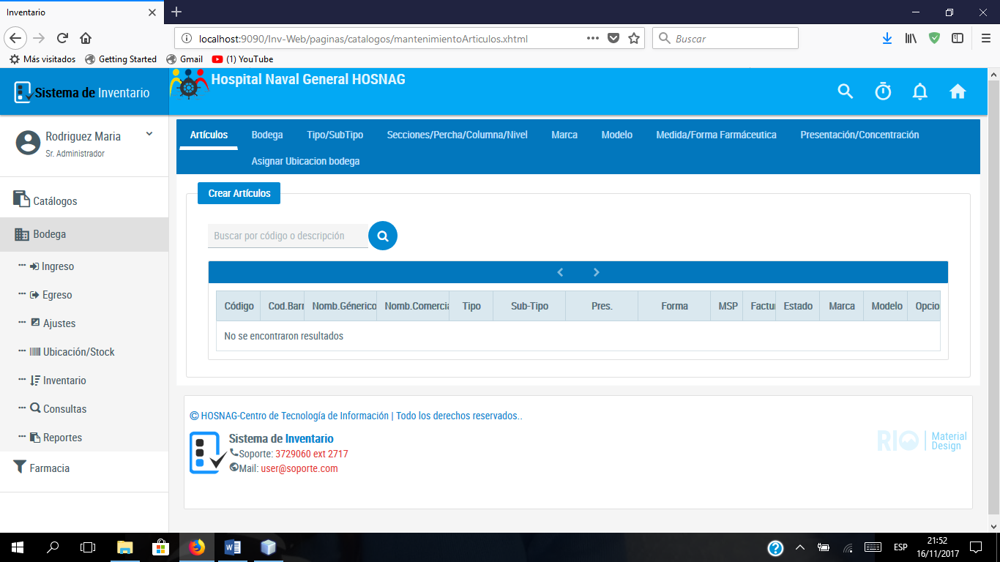 Inventario
localhost:9090/Inv-Web/paginas/catalogos/mantenimientoArticulos.xhtml
Buscar
Más visitados Getting Started Gmail (1) YouTube
Sistema de Inventario
Hospital Naval General HOSNAG
Rodriguez Maria
Sr. Administrador
Catálogos
Bodega
Ingreso
Egreso
Ajustes
Ubicación/Stock
Inventario
Consultas
Reportes
Farmacia
Artículos Bodega Tipo/SubTipo Secciones/Percha/Columna/Nivel Marca Modelo Medida/Forma Farmáceutica Presentación/Concentración
Asignar Ubicacion bodega
Crear Artículos
Buscar por código o descripción
Código Cod.Barr Nomb.Génerico Nomb.Comercia Tipo Sub-Tipo Pres. Forma MSP Factur Estado Marca Modelo Opcio
No se encontraron resultados
© HOSNAG-Centro de Tecnología de Información | Todo los derechos reservados..
Sistema de Inventario
Soporte: 3729060 ext 2717
Mail: user@soporte.com
RIO Material
Design
ESP
21:52
16/11/2017